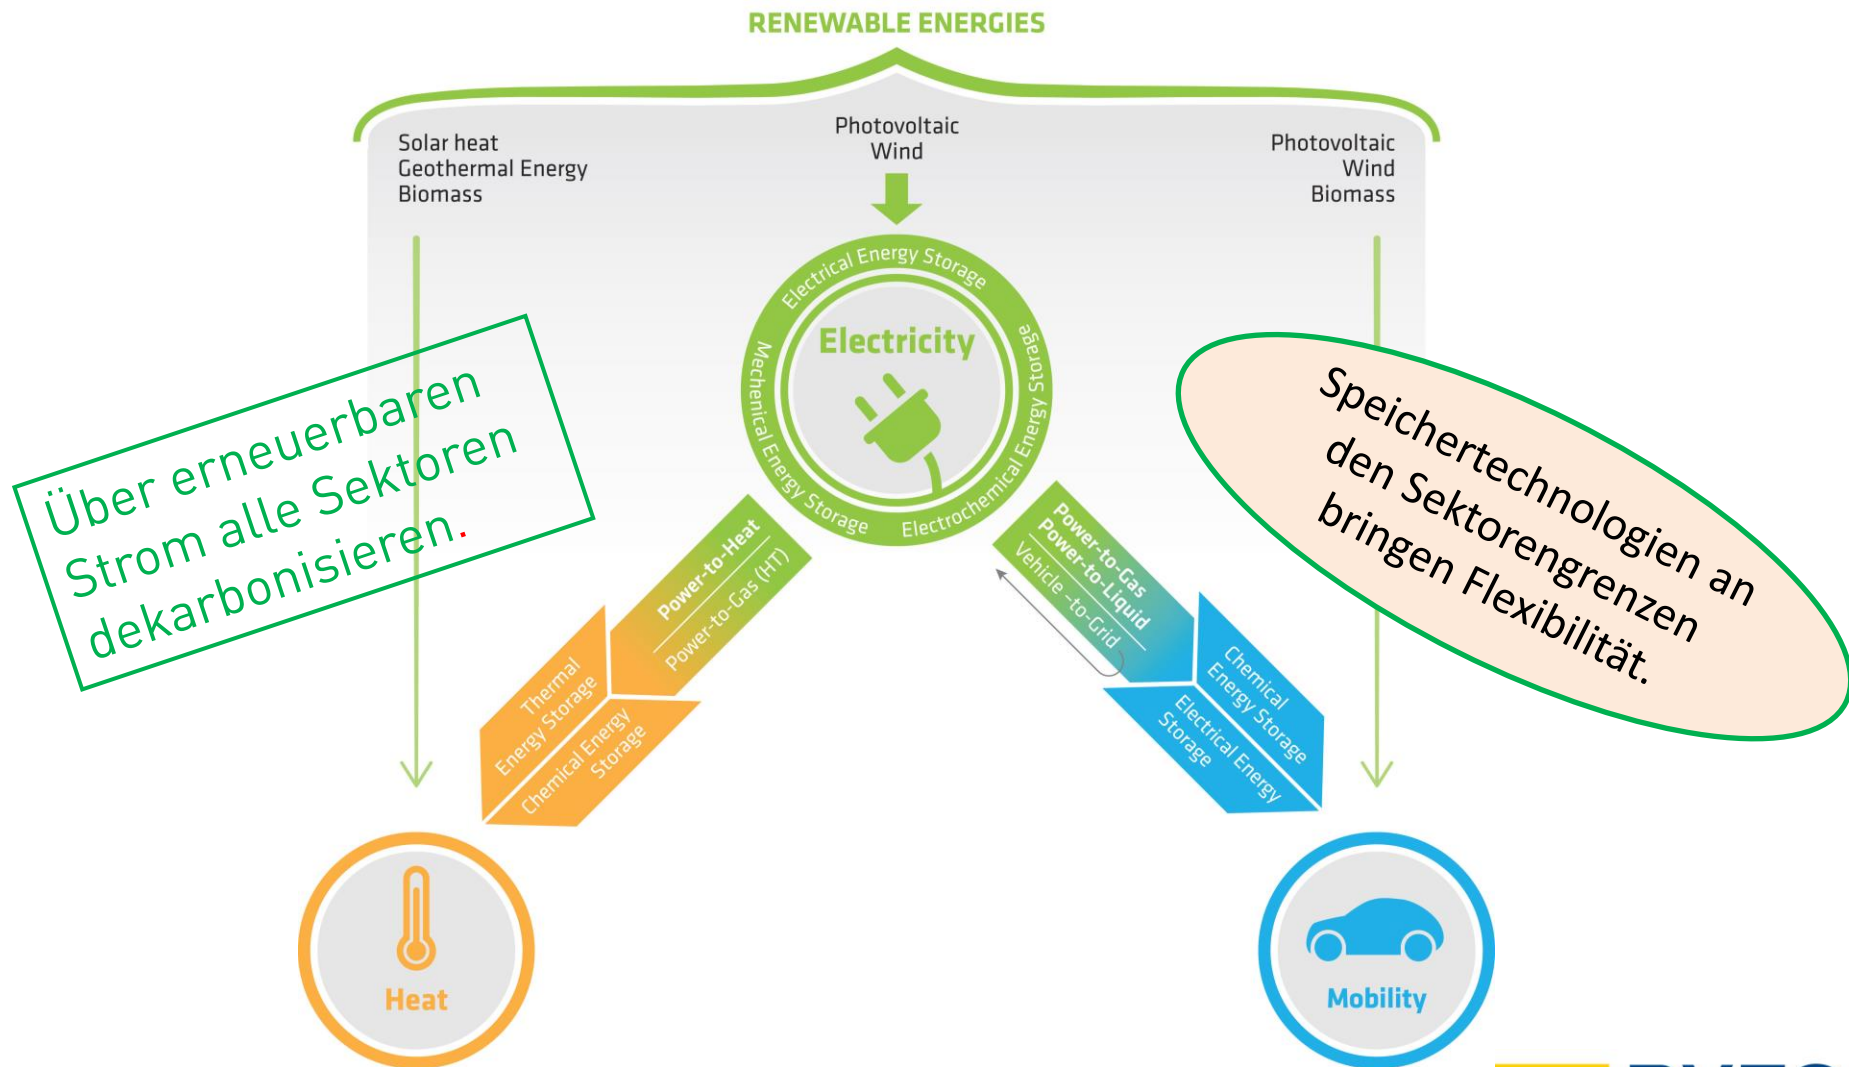 RENEWABLE ENERGIES
Solar heat
Geothermal Energy
Biomass
Photovoltaic
Wind
Photovoltaic
Wind
Biomass
Electrical Energy Storage
Mechenical Energy Storage
Electrochemical Energy Storage
Electricity
Über erneuerbaren
Strom alle Sektoren
dekarbonisieren.
Speichertechnologien an
den Sektorengrenzen
bringen Flexibilität.
Power-to-Heat
Power-to-Gas (HT)
Thermal
Energy Storage
Chemical Energy
Storage
Power-to-Gas
Power-to-Liquid
Vehicle -to-Grid
Chemical
Energy Storage
Electrical Energy
Storage
Heat
Mobility